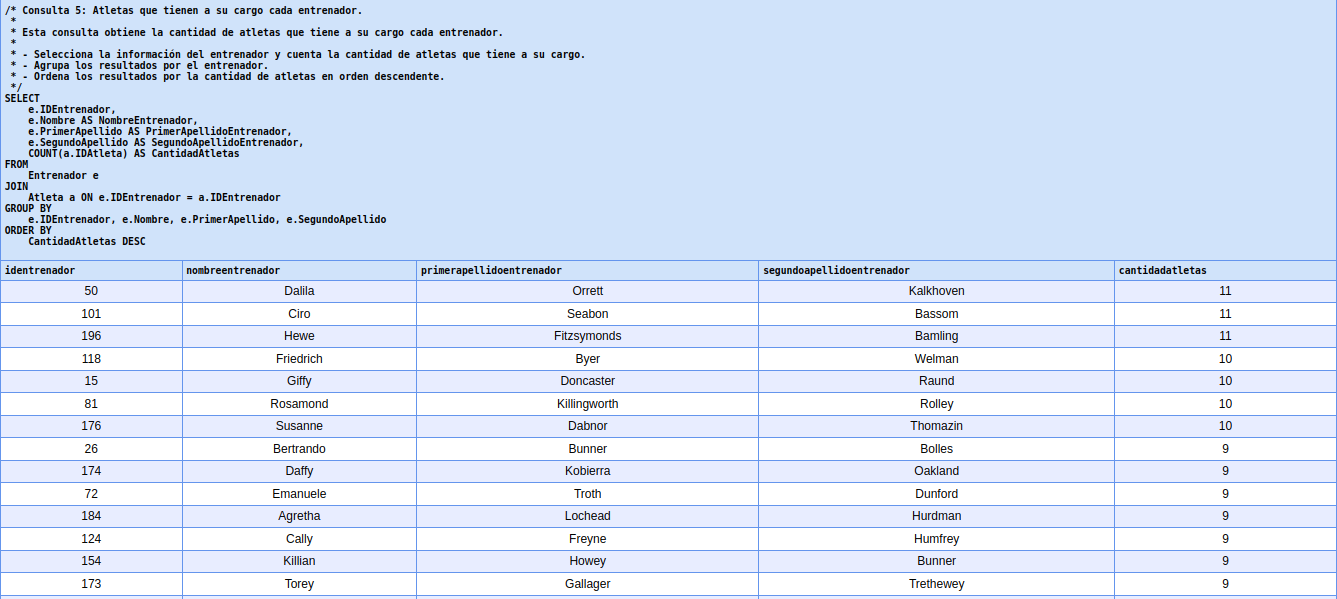 /* Consulta 5: Atletas que tienen a su cargo cada entrenador.
 *
 * Esta consulta obtiene la cantidad de atletas que tiene a su cargo cada entrenador.
 *
 * - Selecciona la información del entrenador y cuenta la cantidad de atletas que tiene a su cargo.
 * - Agrupa los resultados por el entrenador.
 * - Ordena los resultados por la cantidad de atletas en orden descendente.
 */
SELECT
    e.IDEntrenador,
    e.Nombre AS NombreEntrenador,
    e.PrimerApellido AS PrimerApellidoEntrenador,
    e.SegundoApellido AS SegundoApellidoEntrenador,
    COUNT(a.IDAtleta) AS CantidadAtletas
FROM
    Entrenador e
JOIN
    Atleta a ON e.IDEntrenador = a.IDEntrenador
GROUP BY
    e.IDEntrenador, e.Nombre, e.PrimerApellido, e.SegundoApellido
ORDER BY
    CantidadAtletas DESC
identrenador nombreentrenador primerapellidoentrenador segundoapellidoentrenador cantidadatletas
50 Dalila Orrett Kalkhoven 11
101 Ciro Seabon Bassom 11
196 Hewe Fitzsymonds Bamling 11
118 Friedrich Byer Welman 10
15 Giffy Doncaster Raund 10
81 Rosamond Killingworth Rolley 10
176 Susanne Dabnor Thomazin 10
26 Bertrando Bunner Bolles 9
174 Daffy Kobierra Oakland 9
72 Emanuele Troth Dunford 9
184 Agretha Lochead Hurdman 9
124 Cally Freyne Humfrey 9
154 Killian Howey Bunner 9
173 Torey Gallager Trethewey 9